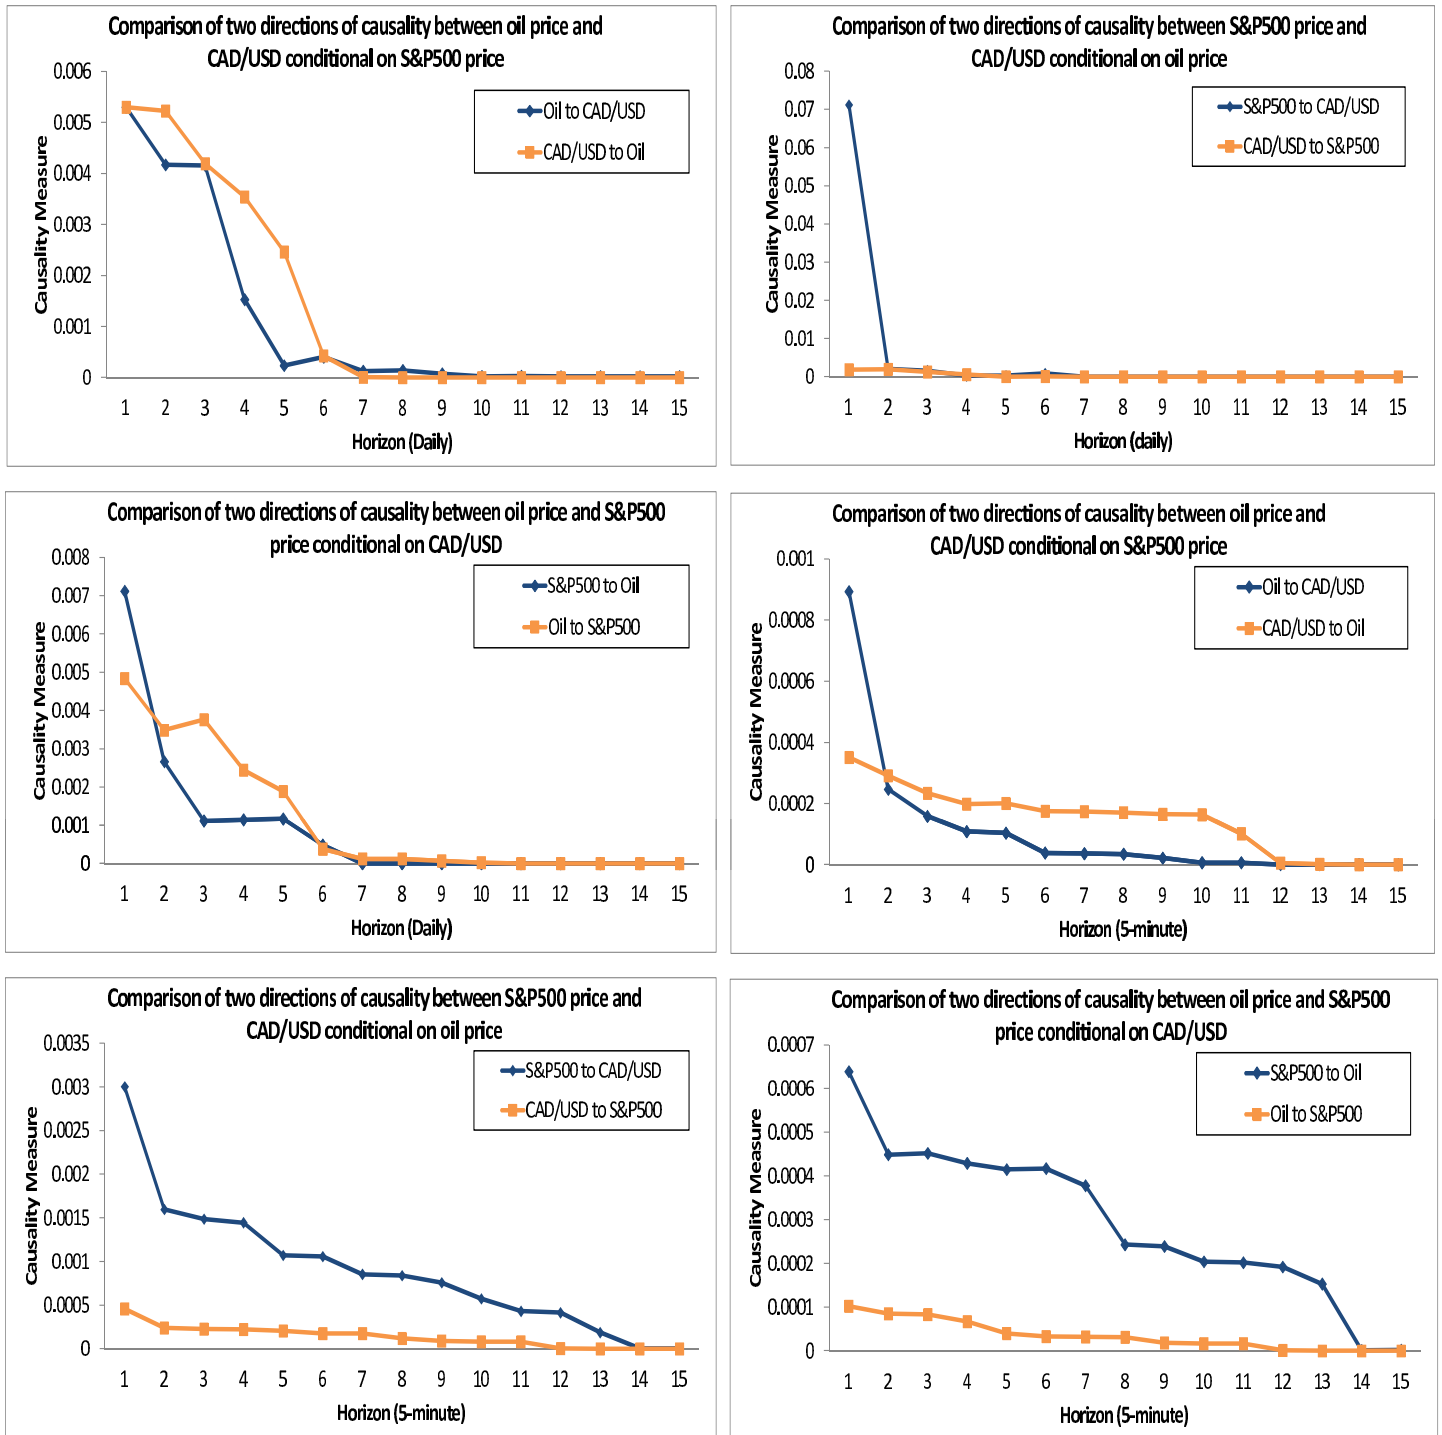 Comparison of two directions of causality between oil price and
CAD/USD conditional on S&P500 price
0.006
0.005
0.004
0.003
0.002
0.001
0
Causality Measure
Oil to CAD/USD
CAD/USD to Oil
1 2 3 4 5 6 7 8 9 10 11 12 13 14 15
Horizon (Daily)
Comparison of two directions of causality between S&P500 price and
CAD/USD conditional on oil price
0.08
0.07
0.06
0.05
0.04
0.03
0.02
0.01
0
Causality Measure
S&P500 to CAD/USD
CAD/USD to S&P500
1 2 3 4 5 6 7 8 9 10 11 12 13 14 15
Horizon (daily)
Comparison of two directions of causality between oil price and S&P500
price conditional on CAD/USD
0.008
0.007
0.006
0.005
0.004
0.003
0.002
0.001
0
Causality Measure
S&P500 to Oil
Oil to S&P500
1 2 3 4 5 6 7 8 9 10 11 12 13 14 15
Horizon (Daily)
Comparison of two directions of causality between oil price and
CAD/USD conditional on S&P500 price
0.001
0.0008
0.0006
0.0004
0.0002
0
Causality Measure
Oil to CAD/USD
CAD/USD to Oil
1 2 3 4 5 6 7 8 9 10 11 12 13 14 15
Horizon (5-minute)
Comparison of two directions of causality between S&P500 price and
CAD/USD conditional on oil price
0.0035
0.003
0.0025
0.002
0.0015
0.001
0.0005
0
Causality Measure
S&P500 to CAD/USD
CAD/USD to S&P500
1 2 3 4 5 6 7 8 9 10 11 12 13 14 15
Horizon (5-minute)
Comparison of two directions of causality between oil price and S&P500
price conditional on CAD/USD
0.0007
0.0006
0.0005
0.0004
0.0003
0.0002
0.0001
0
Causality Measure
S&P500 to Oil
Oil to S&P500
1 2 3 4 5 6 7 8 9 10 11 12 13 14 15
Horizon (5-minute)